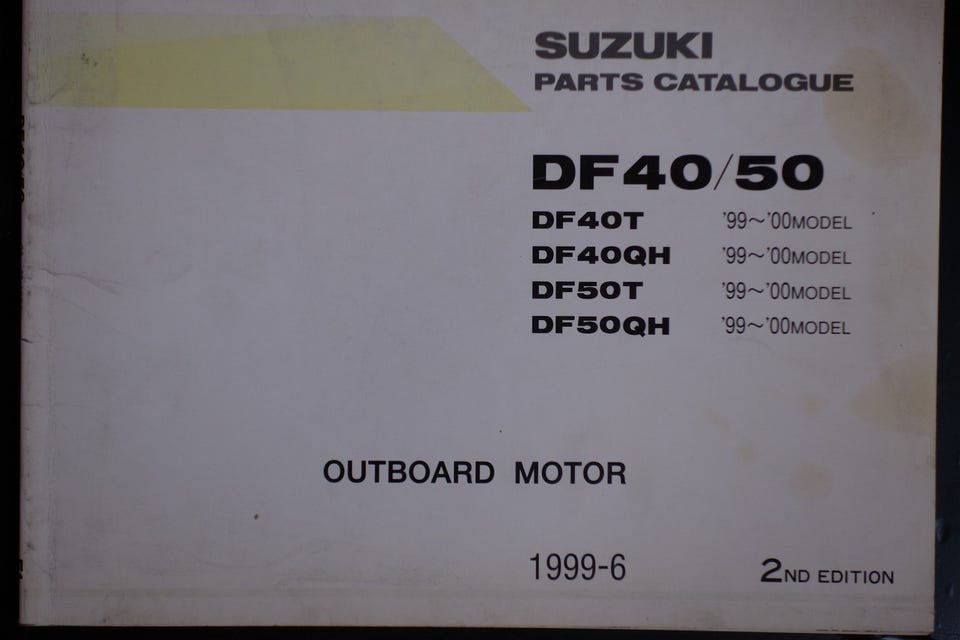 SUZUKI
PARTS CATALOGUE
DF40/50
DF40T '99~'00MODEL
DF40QH '99~'00MODEL
DF50T '99~'00MODEL
DF50QH '99~'00MODEL
OUTBOARD MOTOR
1999-6 2ND EDITION